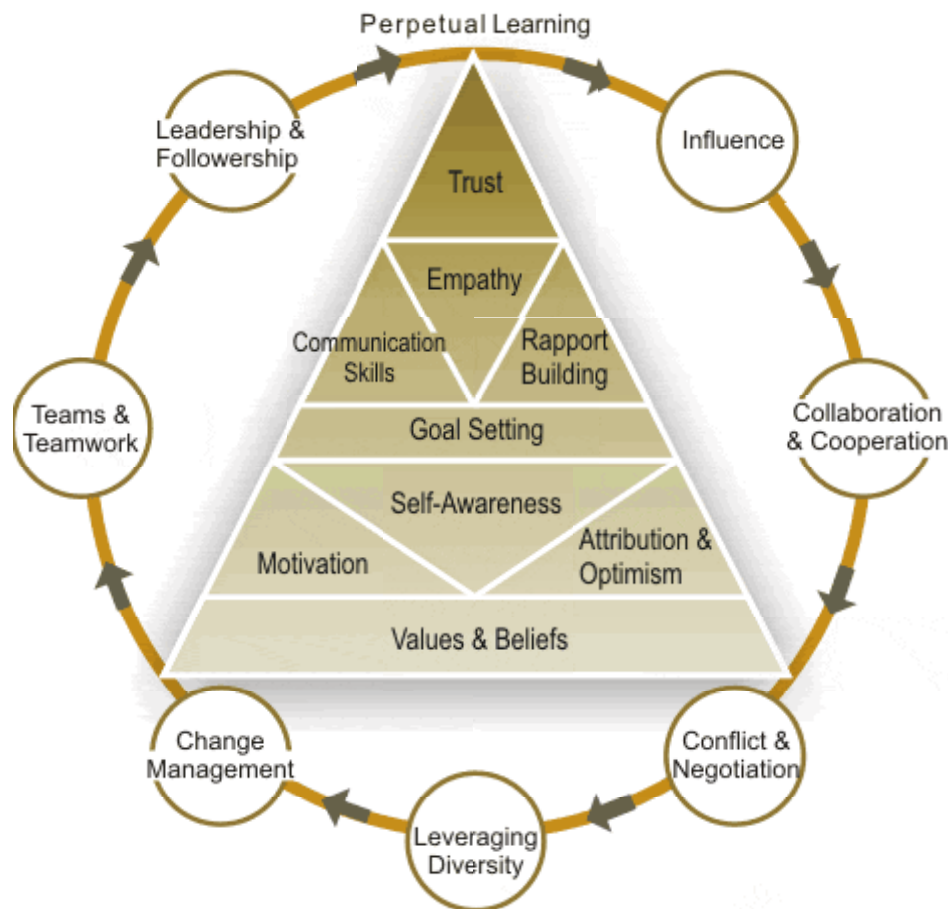 Perpetual Learning
Leadership &
Followership
Influence
Trust
Empathy
Communication
Skills
Rapport
Building
Teams &
Teamwork
Goal Setting
Collaboration
& Cooperation
Self-Awareness
Motivation
Attribution &
Optimism
Values & Beliefs
Change
Management
Conflict &
Negotiation
Leveraging
Diversity